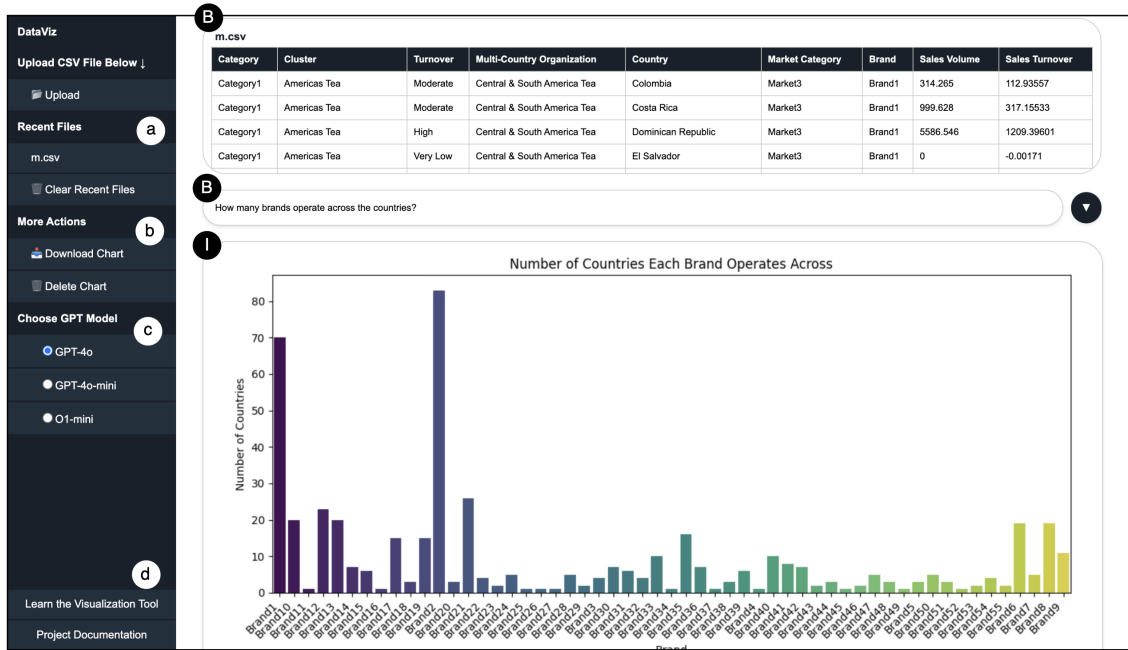 DataViz
Upload CSV File Below ↓
Upload
Recent Files
a
m.csv
Clear Recent Files
More Actions
b
Download Chart
Delete Chart
Choose GPT Model
c
GPT-4o
GPT-4o-mini
O1-mini
d
Learn the Visualization Tool
Project Documentation
B
m.csv
Category Cluster Turnover Multi-Country Organization Country Market Category Brand Sales Volume Sales Turnover
Category1 Americas Tea Moderate Central & South America Tea Colombia Market3 Brand1 314.265 112.93557
Category1 Americas Tea Moderate Central & South America Tea Costa Rica Market3 Brand1 999.628 317.15533
Category1 Americas Tea High Central & South America Tea Dominican Republic Market3 Brand1 5586.546 1209.39601
Category1 Americas Tea Very Low Central & South America Tea El Salvador Market3 Brand1 0 -0.00171
B
How many brands operate across the countries?
▼
I
Number of Countries Each Brand Operates Across
Number of Countries
80
70
60
50
40
30
20
10
0
Brand1 Brand10 Brand11 Brand12 Brand13 Brand14 Brand15 Brand16 Brand17 Brand18 Brand19 Brand2 Brand20 Brand21 Brand22 Brand23 Brand24 Brand25 Brand26 Brand27 Brand28 Brand29 Brand3 Brand30 Brand31 Brand32 Brand33 Brand34 Brand35 Brand36 Brand37 Brand38 Brand39 Brand4 Brand40 Brand41 Brand42 Brand43 Brand44 Brand45 Brand46 Brand47 Brand48 Brand49 Brand5 Brand50 Brand51 Brand52 Brand53 Brand54 Brand55 Brand6 Brand7 Brand8 Brand9
Brand